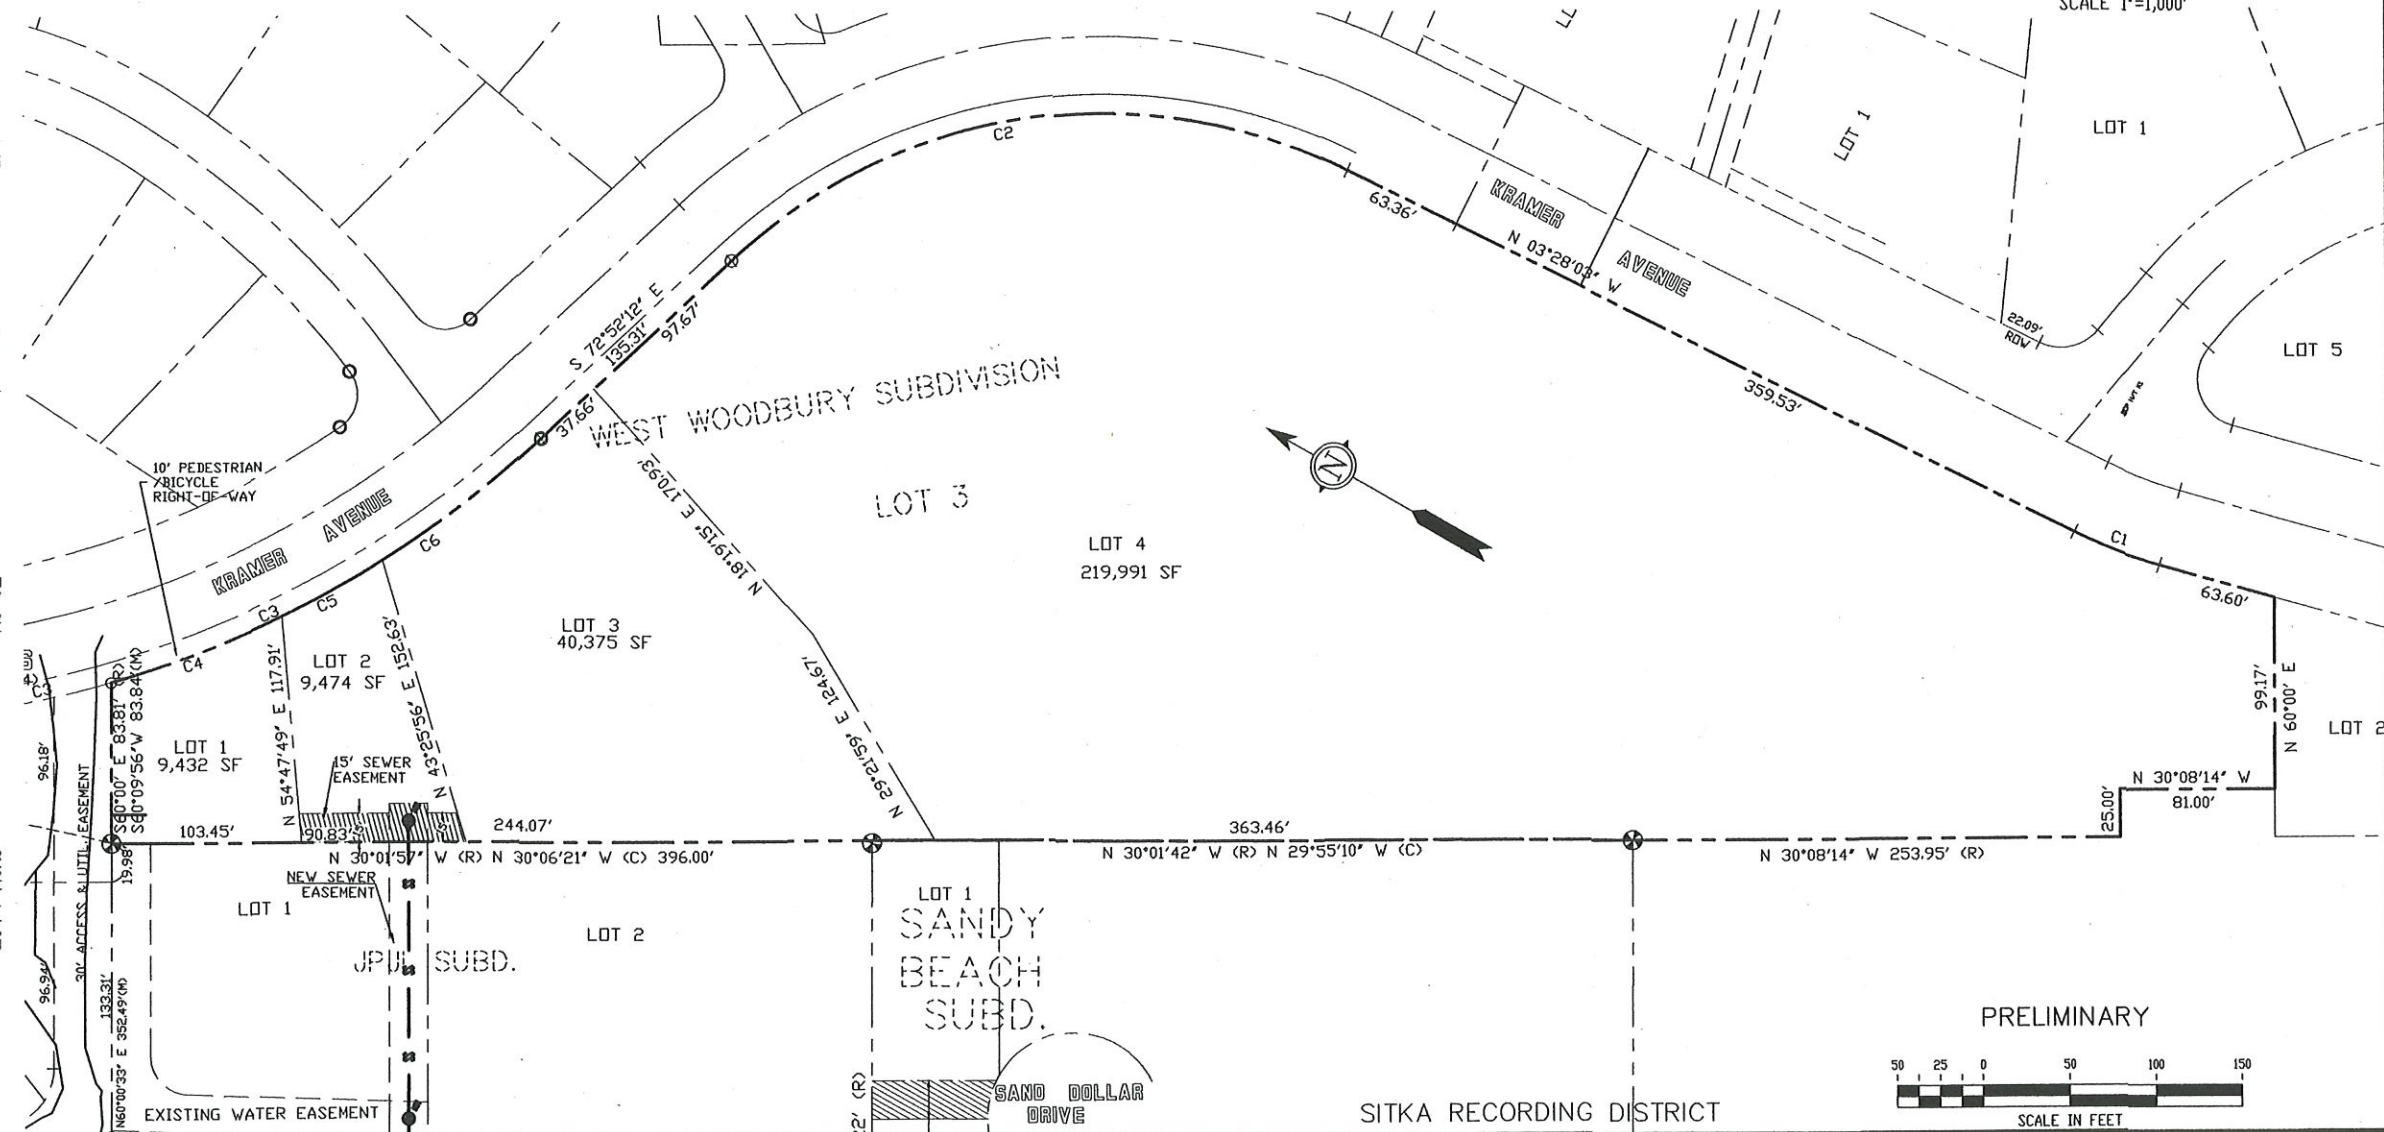 SCALE 1"=1,000'
C2
LOT 1
LOT 1
63.36'
KRAMER
AVENUE
N 03°28'03" W
22.09'
ROW
LOT 5
359.53'
S 72°52'12" E
135.31'
97.67'
37.66'
WEST WOODBURY SUBDIVISION
LOT 3
N
10' PEDESTRIAN
/BICYCLE
RIGHT-OF-WAY
KRAMER
AVENUE
C6
C5
C3
C4
N 18°19'15" E 170.93'
LOT 4
219,991 SF
C1
63.60'
LOT 3
40,375 SF
LOT 2
9,474 SF
LOT 1
9,432 SF
N 54°47'49" E 117.91'
N 43°25'56" E 152.63'
N 29°21'59" E 124.67'
99.17'
N 60°00' E
LOT 2
S60°00' E 83.81' (R)
S60°09'56"W 83.84'(M)
15' SEWER
EASEMENT
N 30°08'14" W
81.00'
25.00'
103.45'
90.83'
244.07'
363.46'
N 30°01'57" W (R) N 30°06'21" W (C) 396.00'
N 30°01'42" W (R) N 29°55'10" W (C)
N 30°08'14" W 253.95' (R)
19.98'
96.18'
30' ACCESS & UTIL. EASEMENT
NEW SEWER
EASEMENT
LOT 1
LOT 2
LOT 1
SANDY
BEACH
SUBD.
JPUL SUBD.
96.94'
133.31'
N60°00'33" E 352.49'(M)
EXISTING WATER EASEMENT
SAND DOLLAR
DRIVE
SITKA RECORDING DISTRICT
PRELIMINARY
50 25 0 50 100 150
SCALE IN FEET